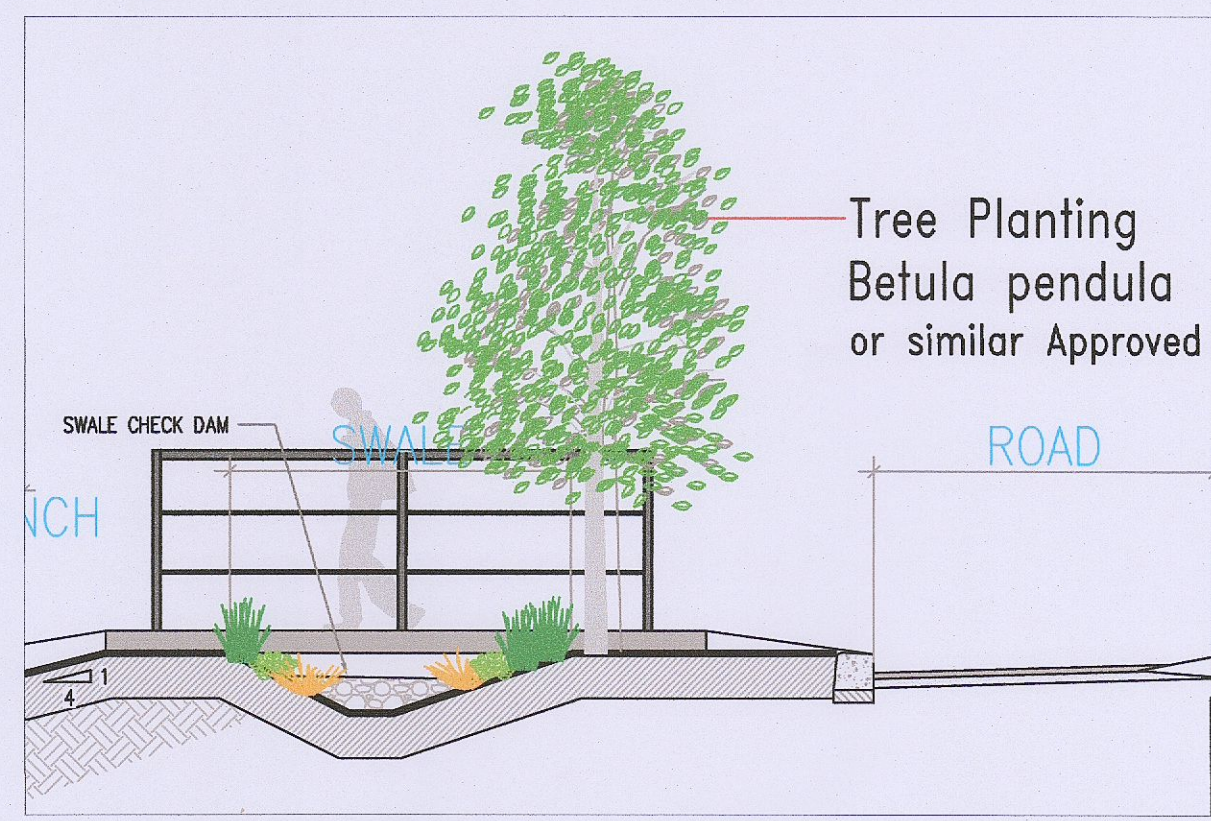 Tree Planting
Betula pendula
or similar Approved
SWALE CHECK DAM
SWALE
ROAD
NCH
1
4